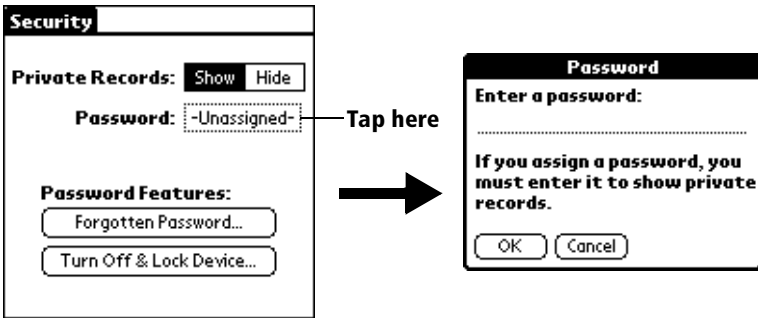 Security
Private Records: Show Hide
Password: -Unassigned-
Tap here
Password Features:
Forgotten Password...
Turn Off & Lock Device...
Password
Enter a password:
If you assign a password, you
must enter it to show private
records.
OK Cancel